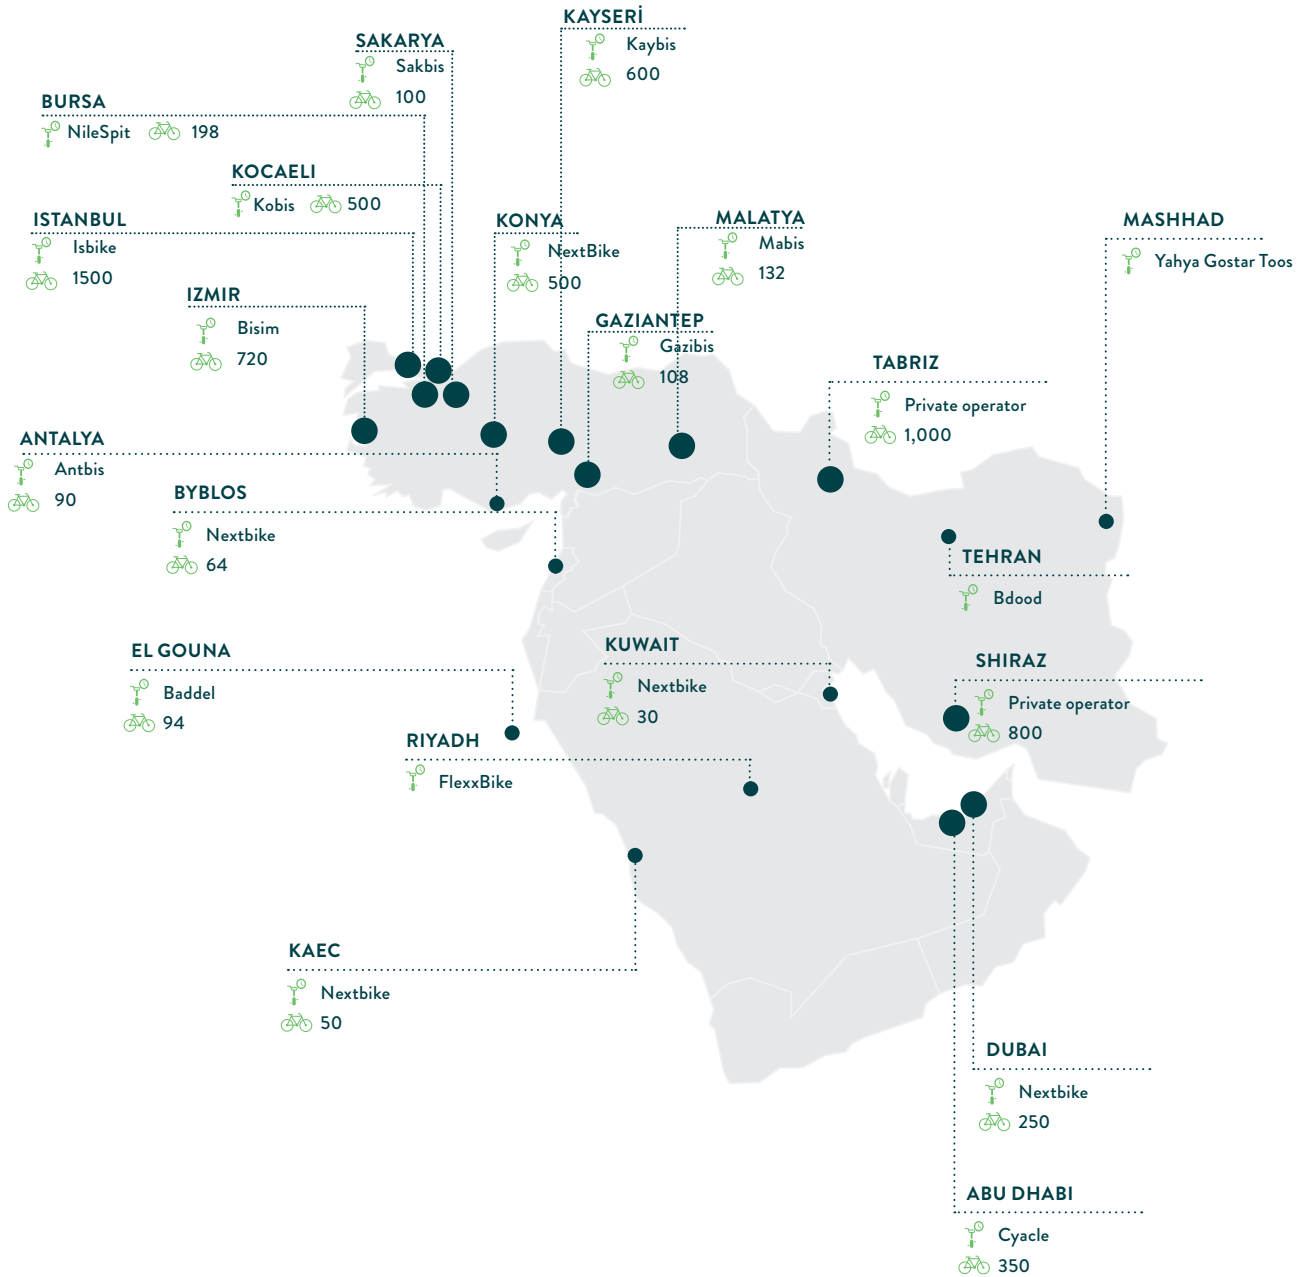 KAYSERİ
Kaybis
600
SAKARYA
Sakbis
100
BURSA
NileSpit 198
KOCAELI
Kobis 500
ISTANBUL
Isbike
1500
KONYA
NextBike
500
MALATYA
Mabis
132
MASHHAD
Yahya Gostar Toos
IZMIR
Bisim
720
GAZIANTEP
Gazibis
108
TABRIZ
Private operator
1,000
ANTALYA
Antbis
90
BYBLOS
Nextbike
64
TEHRAN
Bdood
EL GOUNA
Baddel
94
KUWAIT
Nextbike
30
SHIRAZ
Private operator
800
RIYADH
FlexxBike
KAEC
Nextbike
50
DUBAI
Nextbike
250
ABU DHABI
Cyacle
350